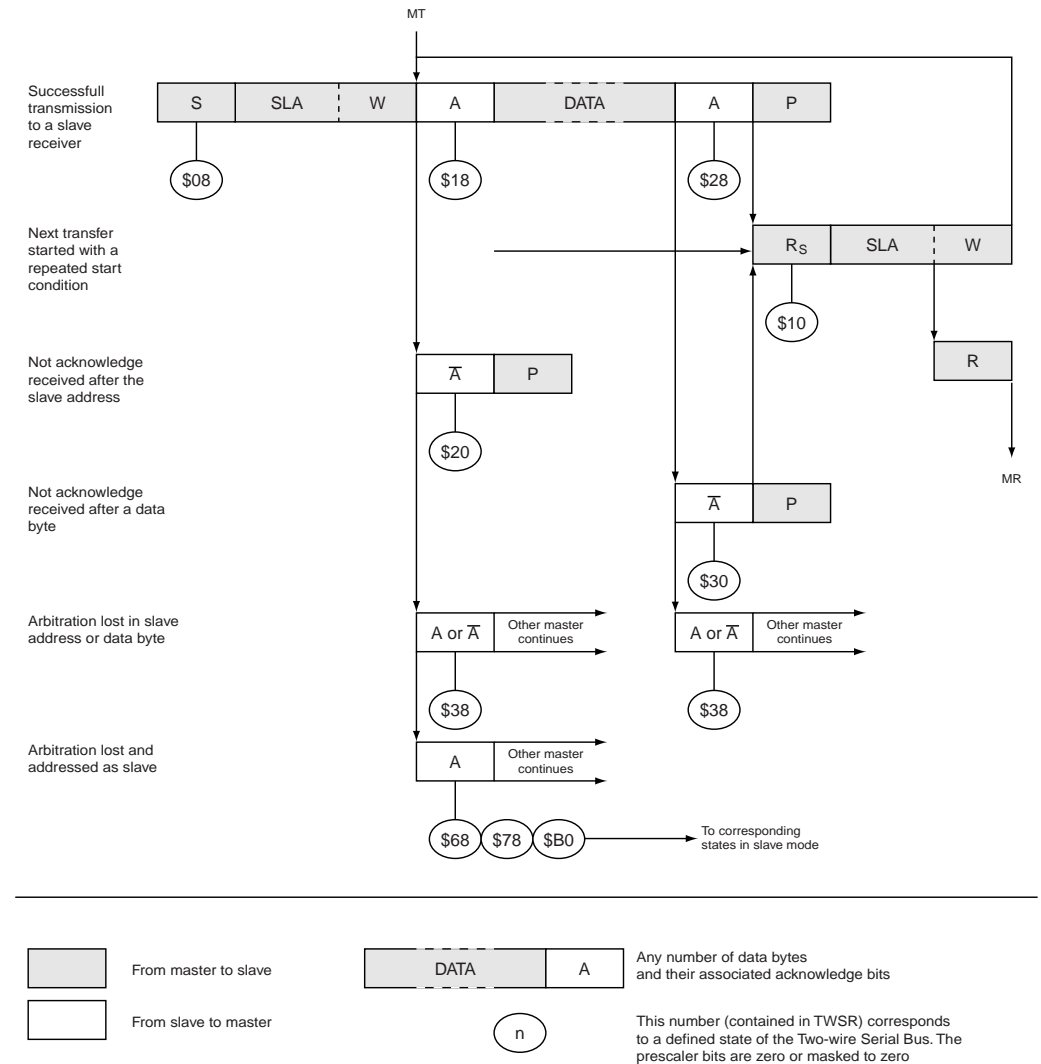 MT
Successfull
transmission
to a slave
receiver
S SLA W A DATA A P
$08 $18 $28
Next transfer
started with a
repeated start
condition
RS SLA W
$10
Not acknowledge
received after the
slave address
A̅ P
R
$20
MR
Not acknowledge
received after a data
byte
A̅ P
$30
Arbitration lost in slave
address or data byte
A or A̅ Other master
continues
A or A̅ Other master
continues
$38 $38
Arbitration lost and
addressed as slave
A Other master
continues
$68 $78 $B0 To corresponding
states in slave mode
From master to slave
DATA A Any number of data bytes
and their associated acknowledge bits
From slave to master
n This number (contained in TWSR) corresponds
to a defined state of the Two-wire Serial Bus. The
prescaler bits are zero or masked to zero